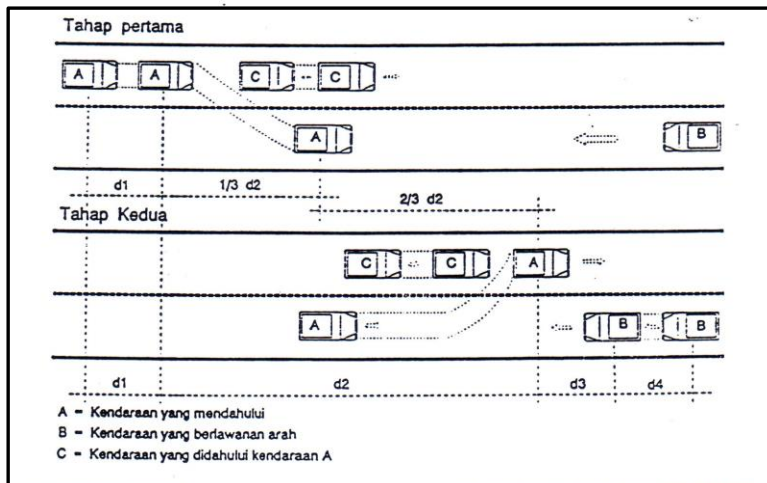 Tahap pertama
A A C C
A B
d1 1/3 d2
2/3 d2
Tahap Kedua
C C A
A B B
d1 d2 d3 d4
A = Kendaraan yang mendahului
B = Kendaraan yang berlawanan arah
C = Kendaraan yang didahului kendaraan A